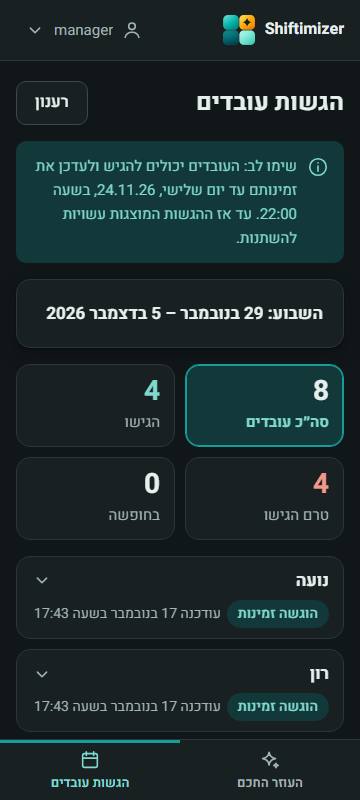 Shiftimizer
manager
הגשות עובדים
רענון
שימו לב: העובדים יכולים להגיש ולעדכן את
זמינותם עד יום שלישי, 24.11.26, בשעה
22:00. עד אז ההגשות המוצגות עשויות
להשתנות.
השבוע: 29 בנובמבר – 5 בדצמבר 2026
8
סה״כ עובדים
4
הגישו
4
טרם הגישו
0
בחופשה
נועה
הוגשה זמינות עודכנה 17 בנובמבר בשעה 17:43
רון
הוגשה זמינות עודכנה 17 בנובמבר בשעה 17:43
העוזר החכם
הגשות עובדים